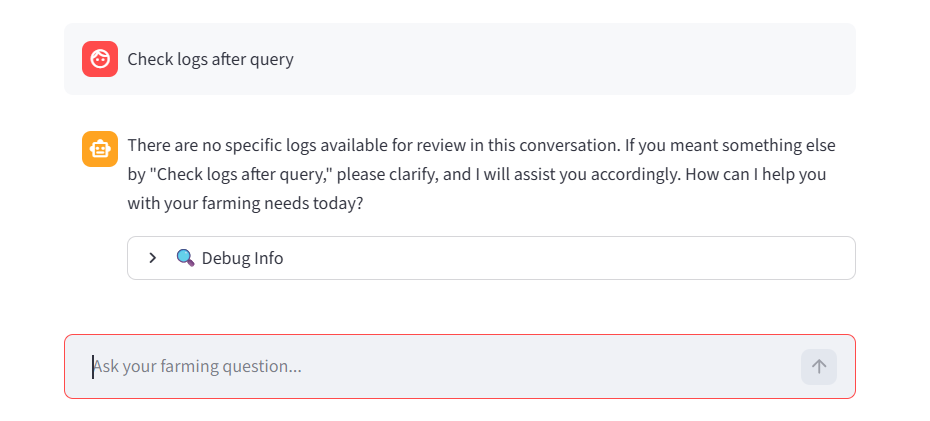 Check logs after query
There are no specific logs available for review in this conversation. If you meant something else
by "Check logs after query," please clarify, and I will assist you accordingly. How can I help you
with your farming needs today?
Debug Info
Ask your farming question...